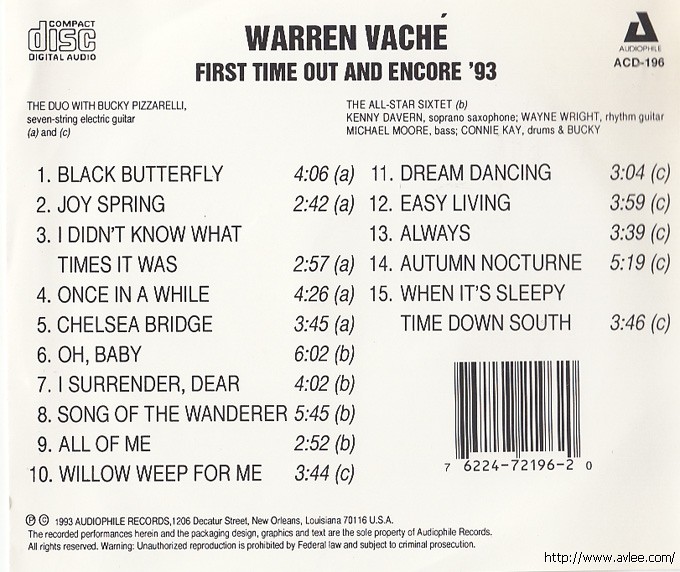 COMPACT
disc
DIGITAL AUDIO
WARREN VACHÉ
FIRST TIME OUT AND ENCORE '93
AUDIOPHILE
ACD-196
THE DUO WITH BUCKY PIZZARELLI,
seven-string electric guitar
(a) and (c)
THE ALL-STAR SIXTET (b)
KENNY DAVERN, soprano saxophone; WAYNE WRIGHT, rhythm guitar
MICHAEL MOORE, bass; CONNIE KAY, drums & BUCKY
1. BLACK BUTTERFLY 4:06 (a)
2. JOY SPRING 2:42 (a)
3. I DIDN'T KNOW WHAT
TIMES IT WAS 2:57 (a)
4. ONCE IN A WHILE 4:26 (a)
5. CHELSEA BRIDGE 3:45 (a)
6. OH, BABY 6:02 (b)
7. I SURRENDER, DEAR 4:02 (b)
8. SONG OF THE WANDERER 5:45 (b)
9. ALL OF ME 2:52 (b)
10. WILLOW WEEP FOR ME 3:44 (c)
11. DREAM DANCING 3:04 (c)
12. EASY LIVING 3:59 (c)
13. ALWAYS 3:39 (c)
14. AUTUMN NOCTURNE 5:19 (c)
15. WHEN IT'S SLEEPY
TIME DOWN SOUTH 3:46 (c)
7 6224-72196-2 0
℗ © 1993 AUDIOPHILE RECORDS, 1206 Decatur Street, New Orleans, Louisiana 70116 U.S.A.
The recorded performances herein and the packaging design, graphics and text are the sole property of Audiophile Records.
All rights reserved. Warning: Unauthorized reproduction is prohibited by Federal law and subject to criminal prosecution.
http://www.avlee.com/